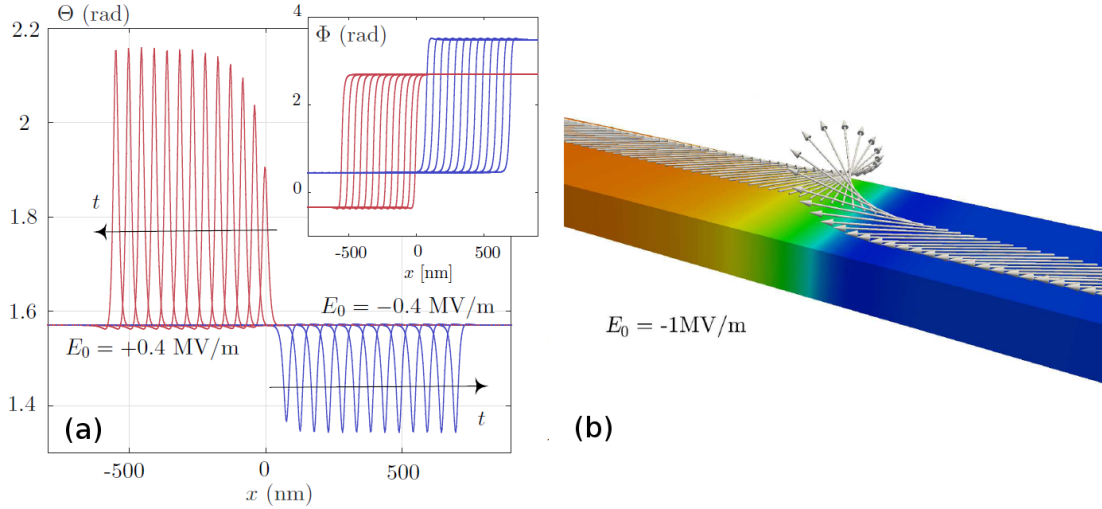 Θ (rad)
2.2
2
1.8
1.6
1.4
-500
0
500
x (nm)
t
E₀ = +0.4 MV/m
E₀ = −0.4 MV/m
t
(a)
Φ (rad)
4
2
0
-500
0
500
x [nm]
E₀ = -1MV/m
(b)